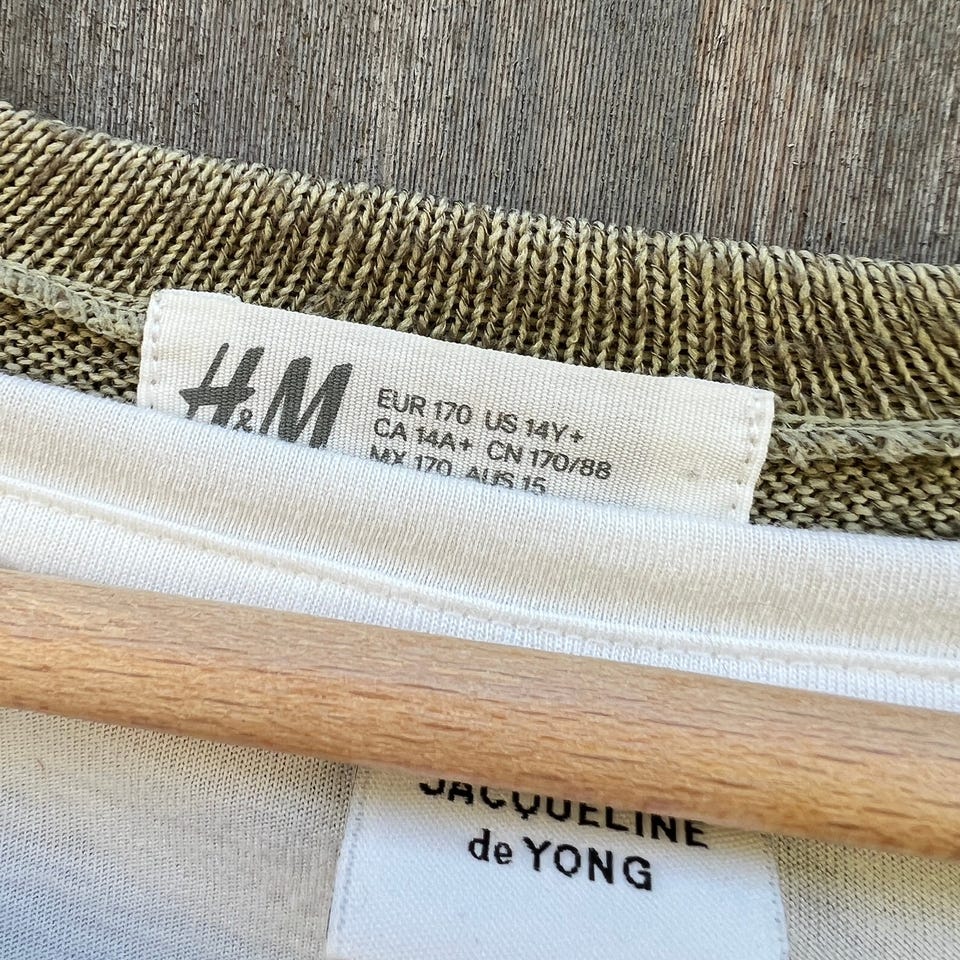 H&M
EUR 170 US 14Y+
CA 14A+ CN 170/88
MX 170 AUS 15
JACQUELINE
de YONG